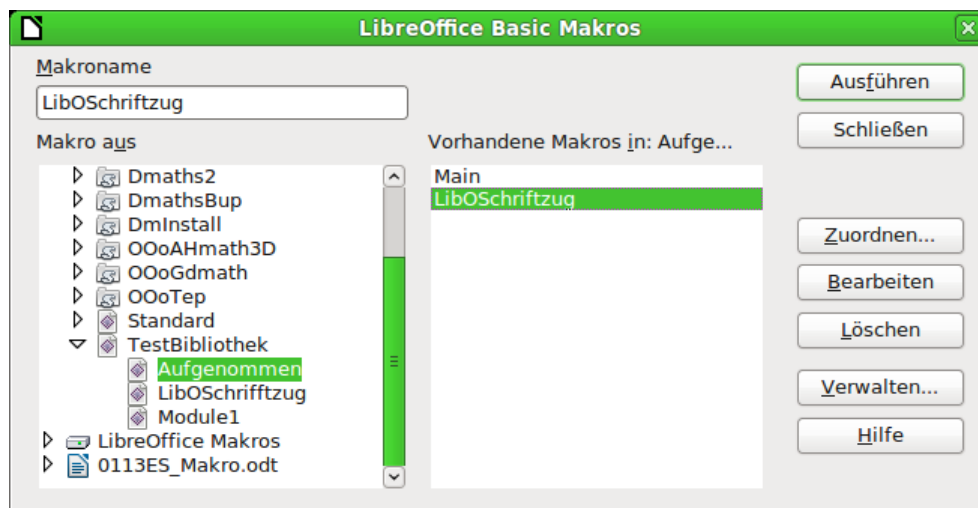 LibreOffice Basic Makros
Makroname
LibOSchriftzug
Makro aus
Dmaths2
DmathsBup
DmInstall
OOoAHmath3D
OOoGdmath
OOoTep
Standard
TestBibliothek
Aufgenommen
LibOSchrifftzug
Module1
LibreOffice Makros
0113ES_Makro.odt
Vorhandene Makros in: Aufge...
Main
LibOSchriftzug
Ausführen
Schließen
Zuordnen...
Bearbeiten
Löschen
Verwalten...
Hilfe